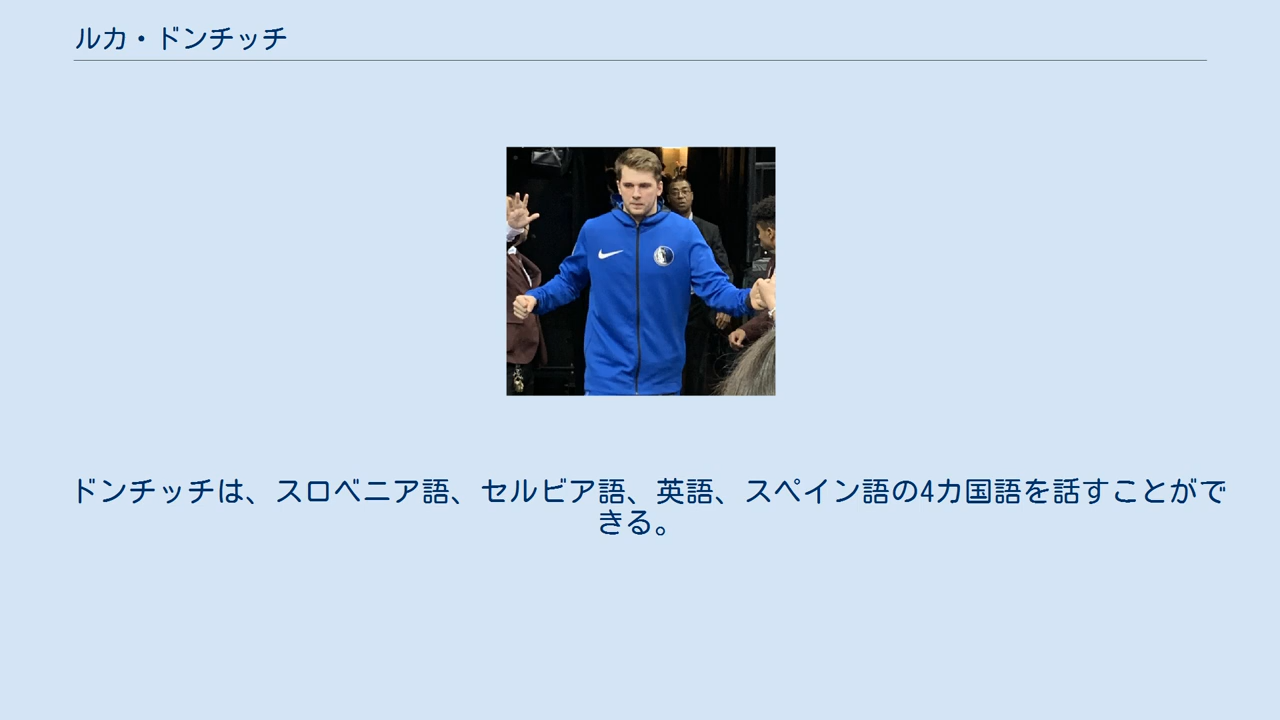 ルカ・ドンチッチ
ドンチッチは、スロベニア語、セルビア語、英語、スペイン語の4カ国語を話すことがで
きる。